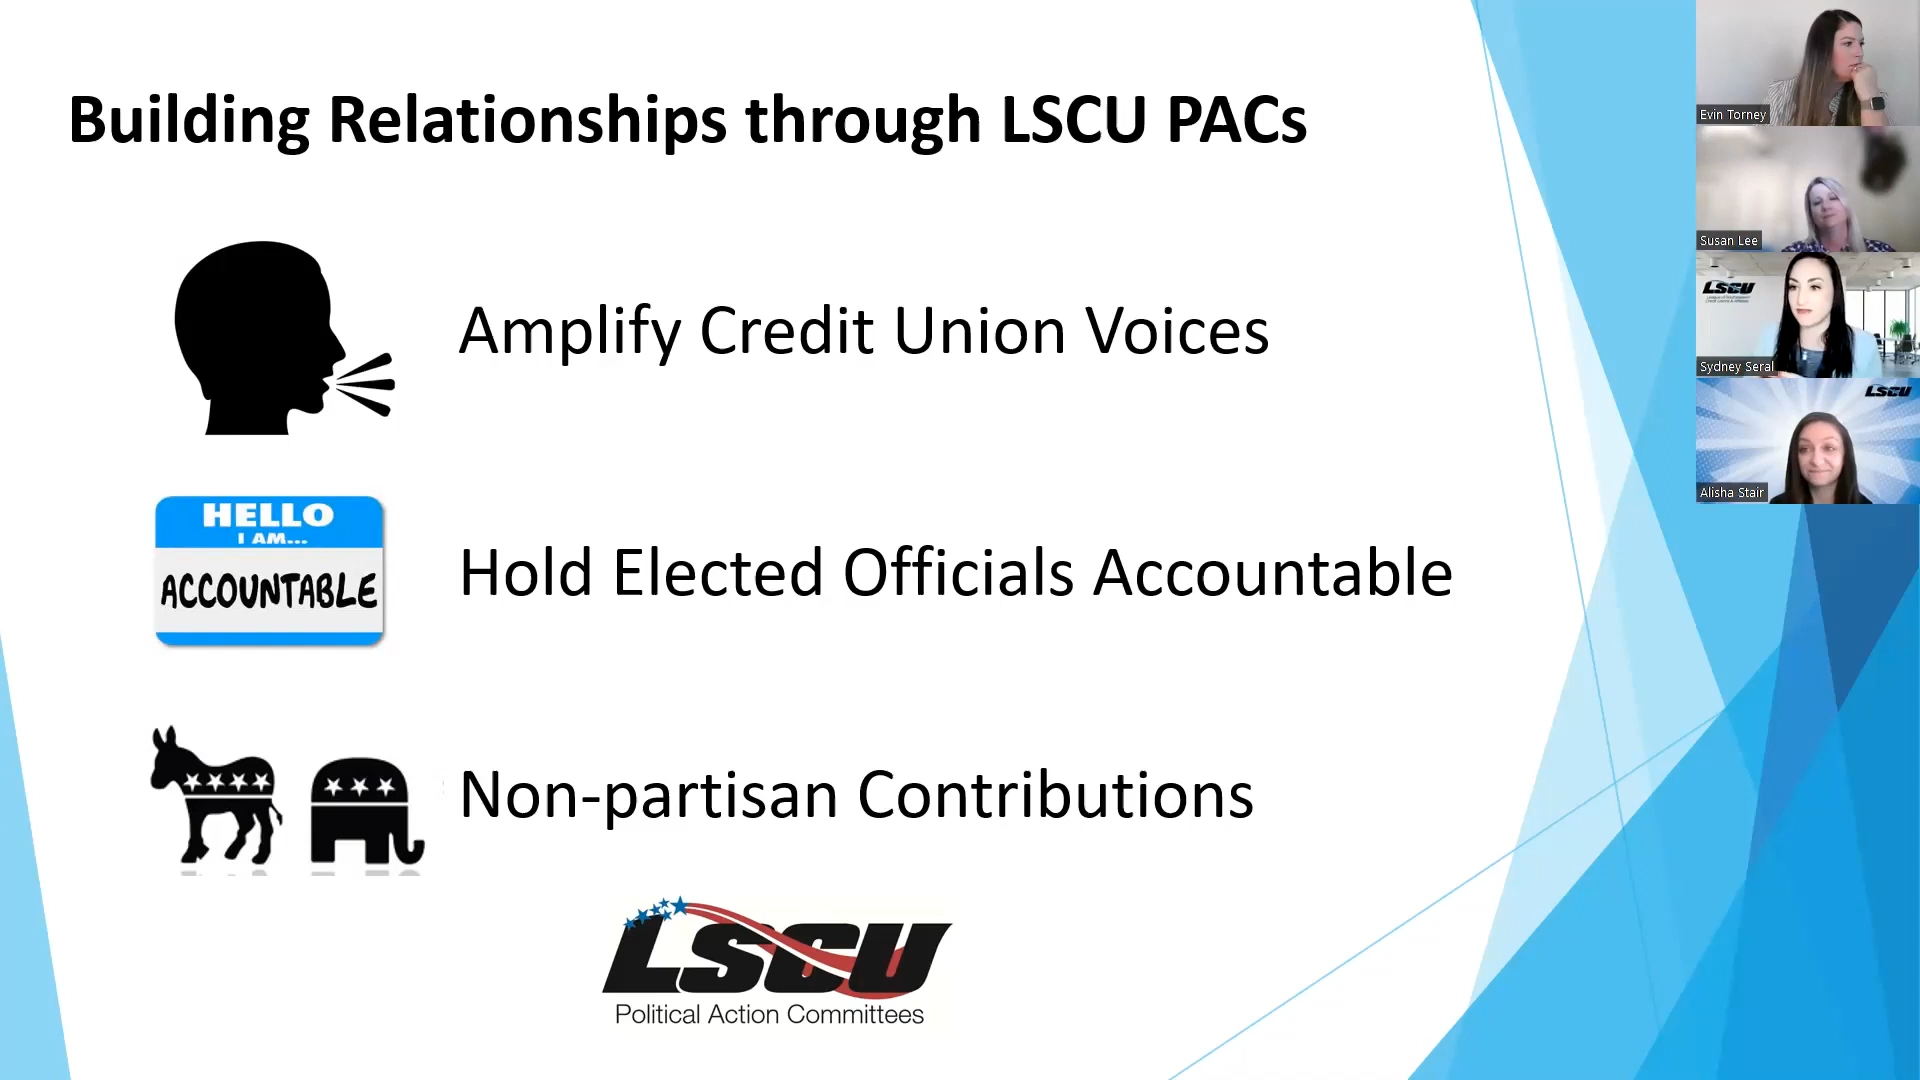 Building Relationships through LSCU PACs
Amplify Credit Union Voices
HELLO
I AM...
ACCOUNTABLE
Hold Elected Officials Accountable
Non-partisan Contributions
LSCU
Political Action Committees
Evin Torney
Susan Lee
LSCU
Sydney Seral
LSCU
Alisha Stair